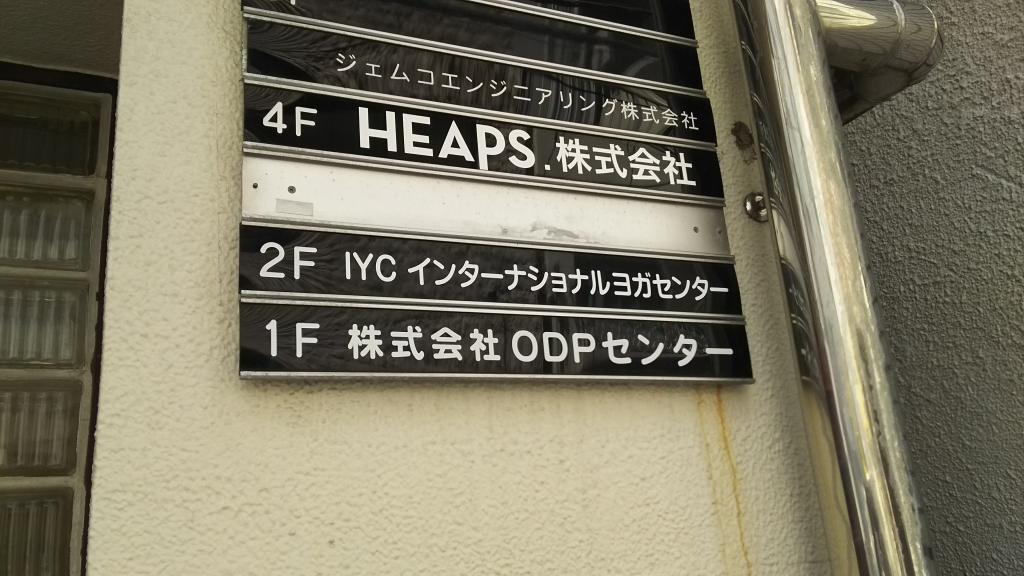 ジェムコエンジニアリング株式会社
4F HEAPS.株式会社
2F IYC インターナショナルヨガセンター
1F 株式会社ODPセンター